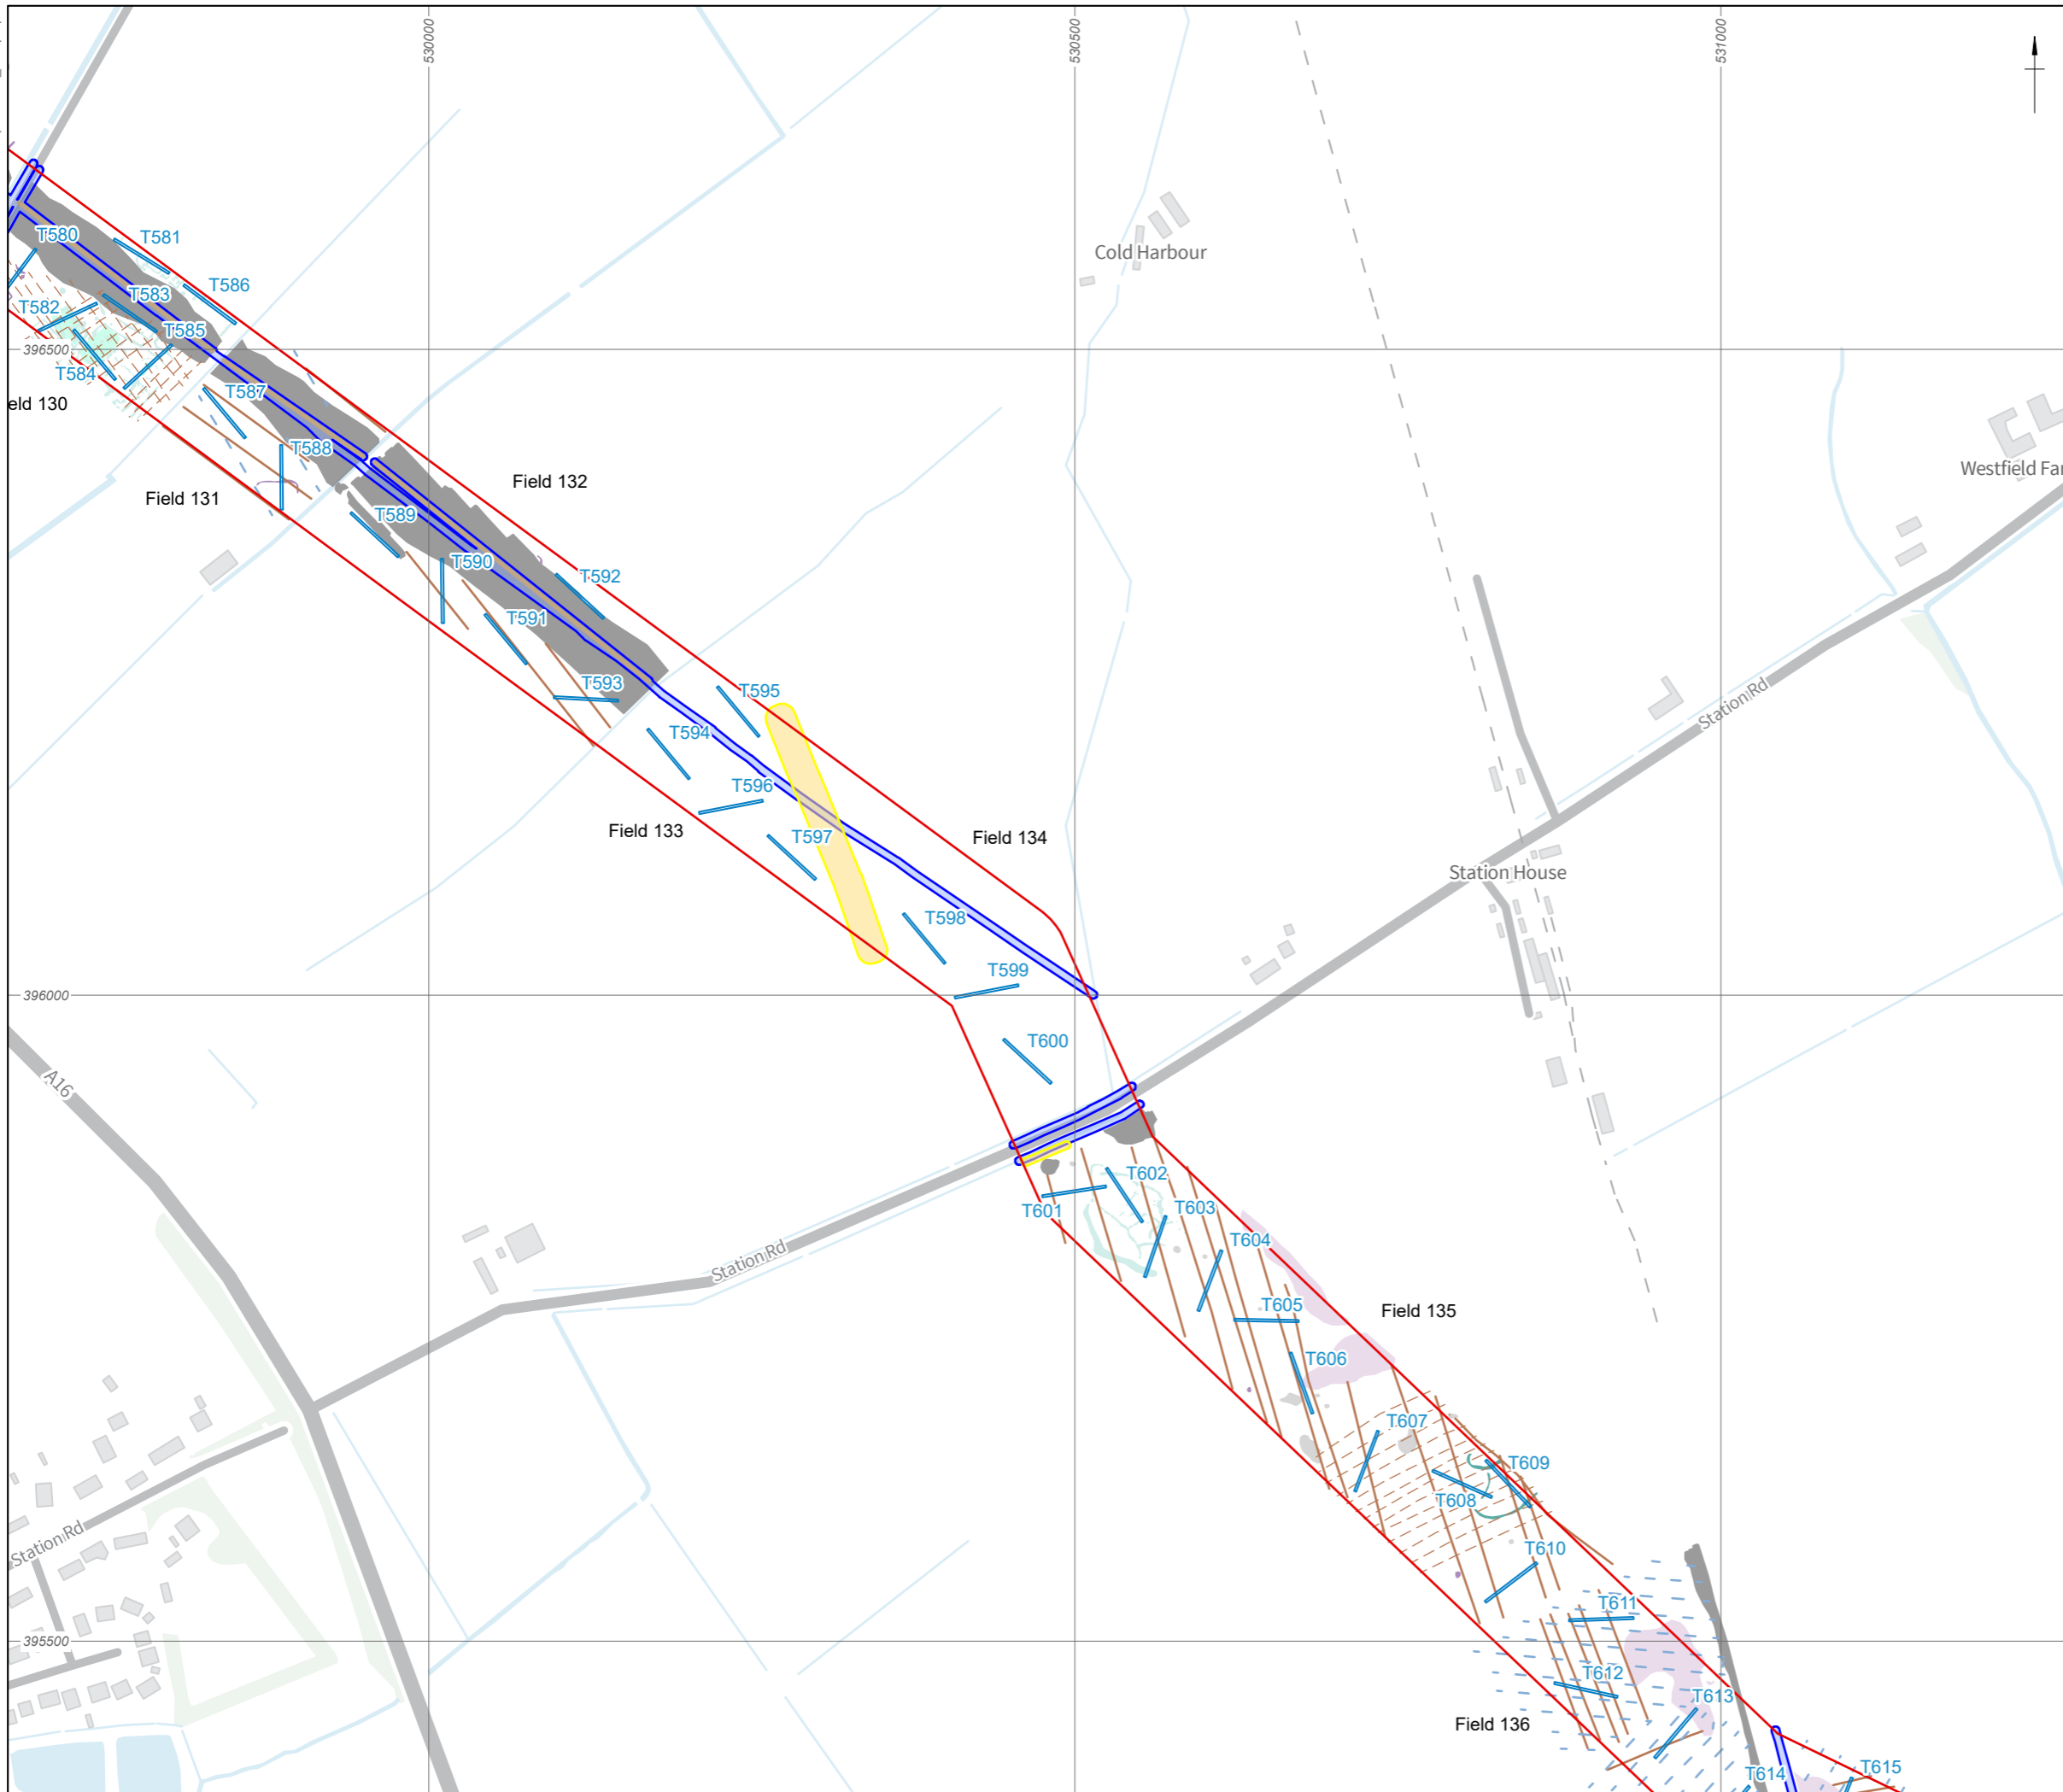 530000
530500
531000
T580
T581
T586
T583
T582
T585
T584
396500
eld 130
T587
T588
Field 131
Field 132
T589
T590
T592
T591
T593
T595
T594
T596
Field 133
T597
Field 134
T598
T599
396000
T600
Cold Harbour
Westfield Far
Station Rd
Station House
A16
Station Rd
T602
T601
T603
T604
T605
Field 135
T606
T607
T609
T608
T610
T611
Station Rd
395500
T612
T613
Field 136
T614
T615